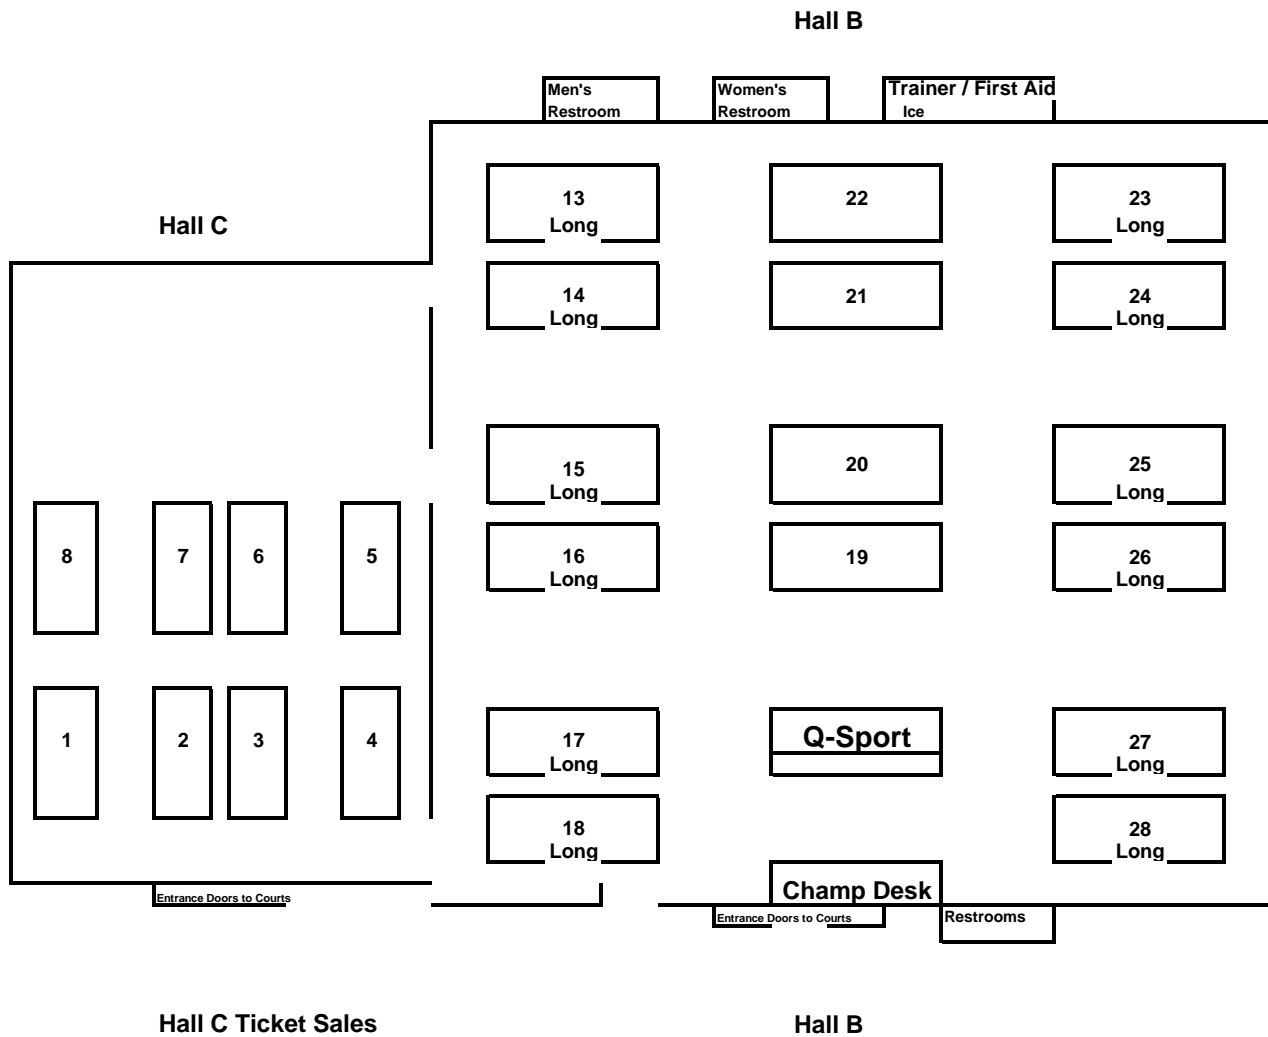 Hall B
Men's
Restroom
Women's
Restroom
Trainer / First Aid
Ice
Hall C
13
Long
22
23
Long
14
Long
21
24
Long
15
Long
20
25
Long
8
7
6
5
16
Long
19
26
Long
1
2
3
4
17
Long
Q-Sport
27
Long
18
Long
28
Long
Champ Desk
Entrance Doors to Courts
Entrance Doors to Courts
Restrooms
Hall C Ticket Sales
Hall B